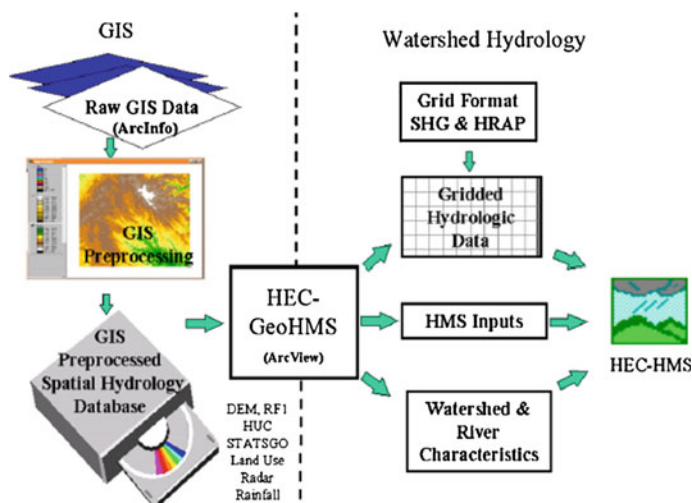 GIS
Raw GIS Data
(ArcInfo)
GIS
Preprocessing
GIS
Preprocessed
Spatial Hydrology
Database
HEC-
GeoHMS
(ArcView)
DEM, RF1
HUC
STATSGO
Land Use
Radar
Rainfall
Watershed Hydrology
Grid Format
SHG & HRAP
Gridded
Hydrologic
Data
HMS Inputs
Watershed &
River
Characteristics
HEC-HMS